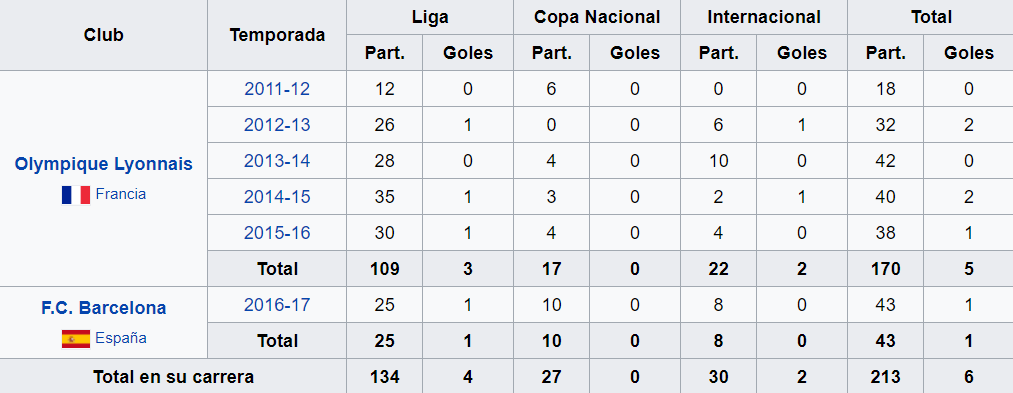 Club Temporada Liga Copa Nacional Internacional Total
Part. Goles Part. Goles Part. Goles Part. Goles
Olympique Lyonnais
Francia
2011-12 12 0 6 0 0 0 18 0
2012-13 26 1 0 0 6 1 32 2
2013-14 28 0 4 0 10 0 42 0
2014-15 35 1 3 0 2 1 40 2
2015-16 30 1 4 0 4 0 38 1
Total 109 3 17 0 22 2 170 5
F.C. Barcelona
España
2016-17 25 1 10 0 8 0 43 1
Total 25 1 10 0 8 0 43 1
Total en su carrera 134 4 27 0 30 2 213 6